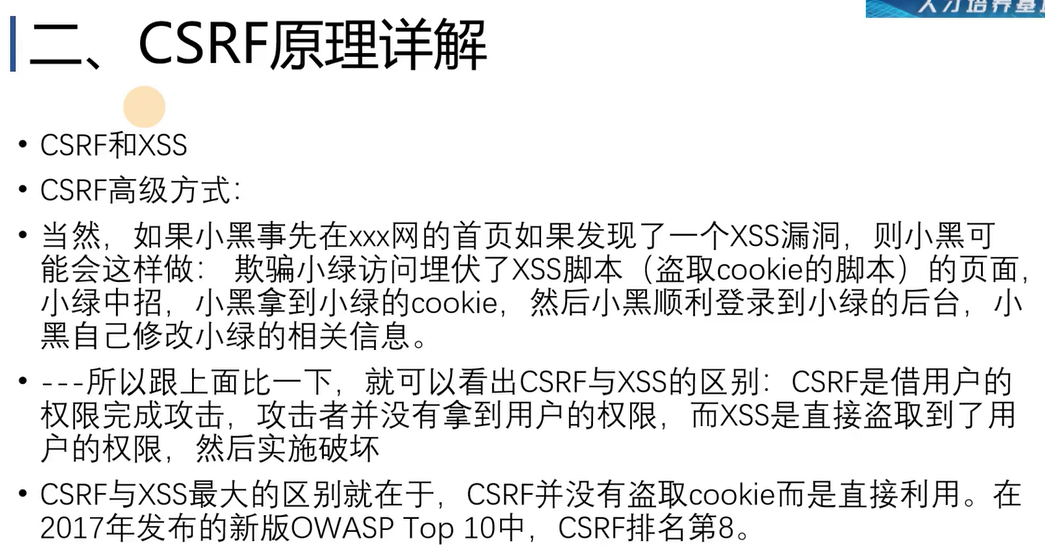 人才培养基
二、CSRF原理详解
• CSRF和XSS
• CSRF高级方式：
• 当然，如果小黑事先在xxx网的首页如果发现了一个XSS漏洞，则小黑可
能会这样做： 欺骗小绿访问埋伏了XSS脚本（盗取cookie的脚本）的页面，
小绿中招，小黑拿到小绿的cookie，然后小黑顺利登录到小绿的后台，小
黑自己修改小绿的相关信息。
• ---所以跟上面比一下，就可以看出CSRF与XSS的区别：CSRF是借用户的
权限完成攻击，攻击者并没有拿到用户的权限，而XSS是直接盗取到了用
户的权限，然后实施破坏
• CSRF与XSS最大的区别就在于，CSRF并没有盗取cookie而是直接利用。在
2017年发布的新版OWASP Top 10中，CSRF排名第8。